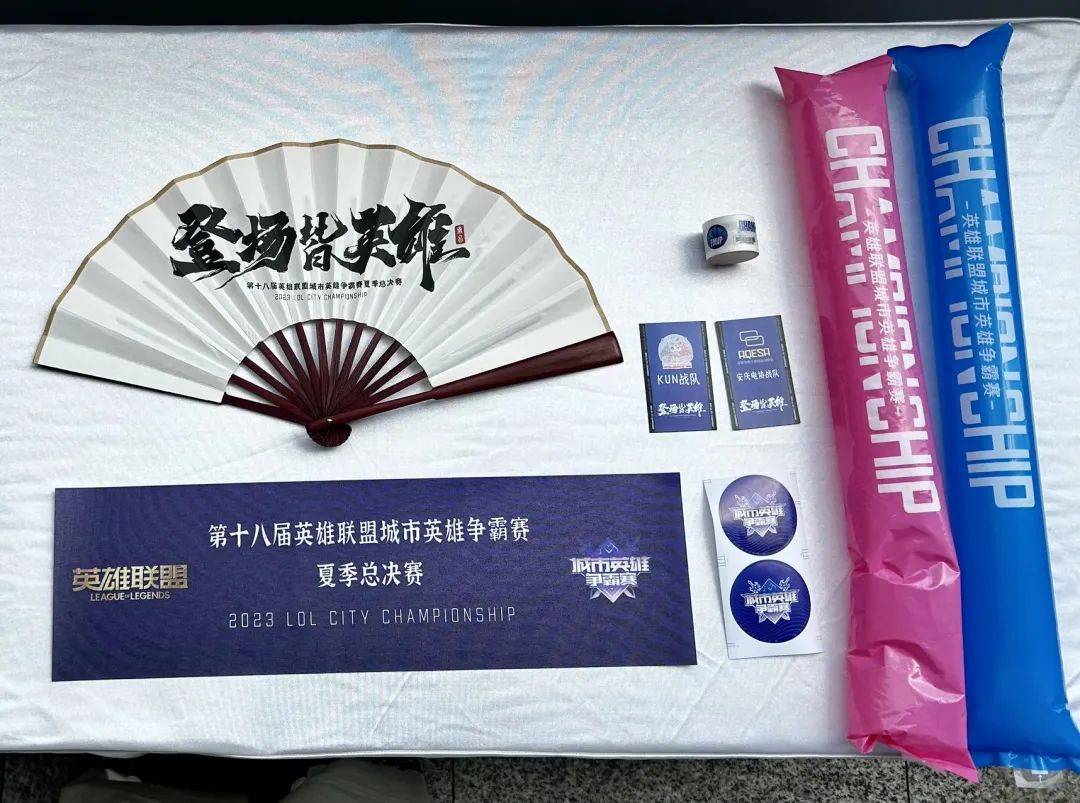 登场皆英雄
第十八届英雄联盟城市英雄争霸赛夏季总决赛
2023 LOL CITY CHAMPIONSHIP
KUN战队
登场皆英雄
AQESA
安庆电协战队
登场皆英雄
第十八届英雄联盟城市英雄争霸赛
夏季总决赛
2023 LOL CITY CHAMPIONSHIP
英雄联盟
LEAGUE OF LEGENDS
城市英雄
争霸赛
城市英雄
争霸赛
城市英雄
争霸赛
CHAMPIONSHIP
-英雄联盟城市英雄争霸赛-
CHAMPIONSHIP
-英雄联盟城市英雄争霸赛-